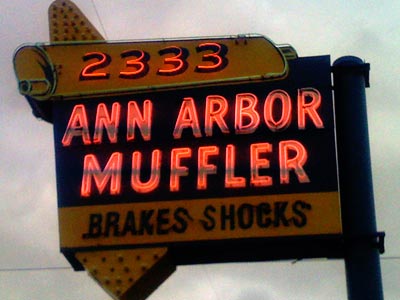 2333
ANN ARBOR
MUFFLER
BRAKES SHOCKS